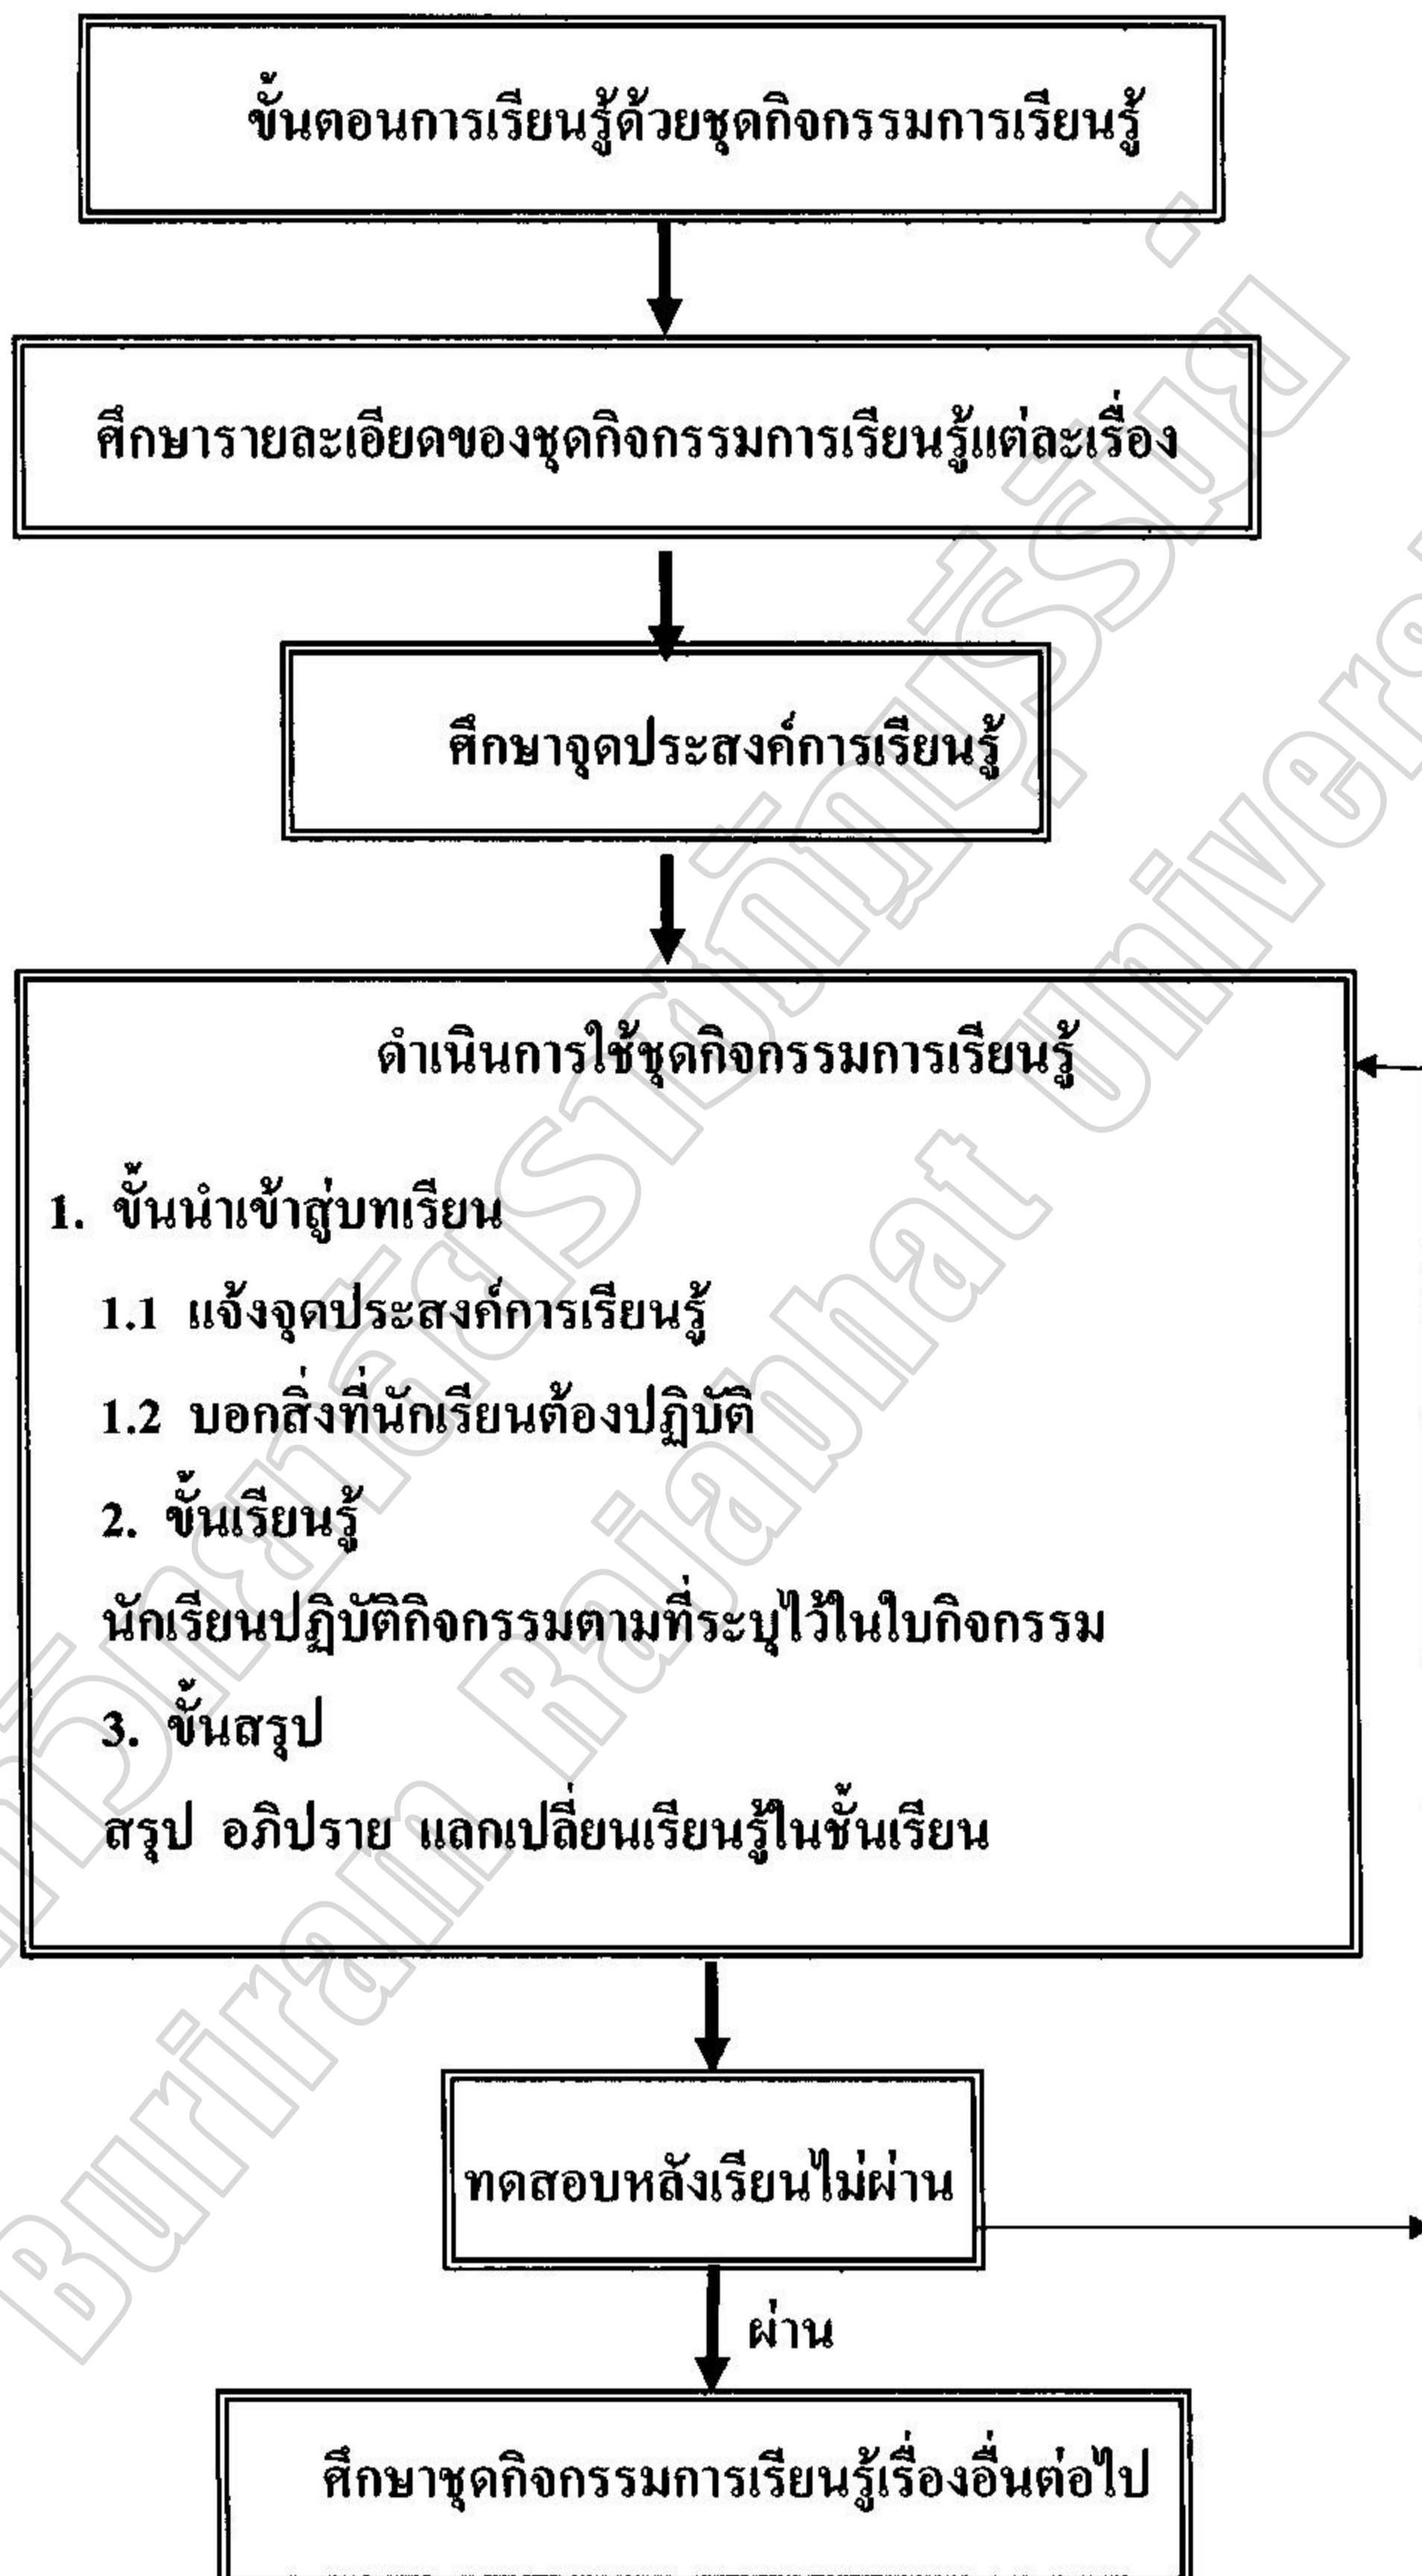 ขั้นตอนการเรียนรู้ด้วยชุดกิจกรรมการเรียนรู้
ศึกษารายละเอียดของชุดกิจกรรมการเรียนรู้แต่ละเรื่อง
ศึกษาจุดประสงค์การเรียนรู้
ดำเนินการใช้ชุดกิจกรรมการเรียนรู้
1. ขั้นนำเข้าสู่บทเรียน
1.1 แจ้งจุดประสงค์การเรียนรู้
1.2 บอกสิ่งที่นักเรียนต้องปฏิบัติ
2. ขั้นเรียนรู้
นักเรียนปฏิบัติกิจกรรมตามที่ระบุไว้ในใบกิจกรรม
3. ขั้นสรุป
สรุป อภิปราย แลกเปลี่ยนเรียนรู้ในชั้นเรียน
ทดสอบหลังเรียนไม่ผ่าน
ผ่าน
ศึกษาชุดกิจกรรมการเรียนรู้เรื่องอื่นต่อไป
Buriram Rajabhat